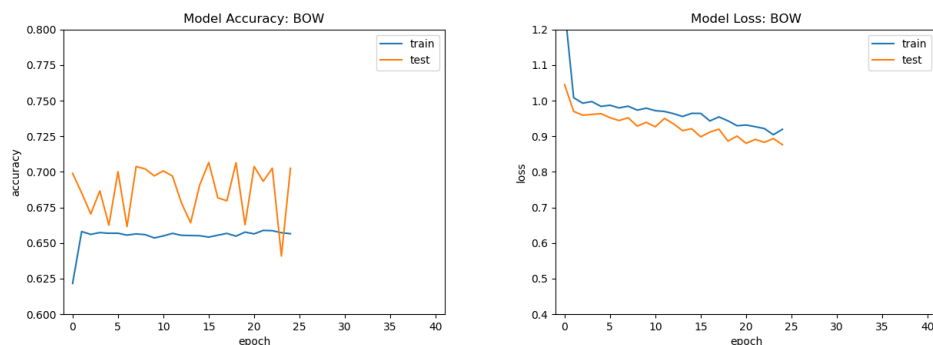 Model Accuracy: BOW
0.800
0.775
0.750
0.725
0.700
0.675
0.650
0.625
0.600
accuracy
train
test
0 5 10 15 20 25 30 35 40
epoch
Model Loss: BOW
1.2
1.1
1.0
0.9
0.8
0.7
0.6
0.5
0.4
loss
train
test
0 5 10 15 20 25 30 35 40
epoch